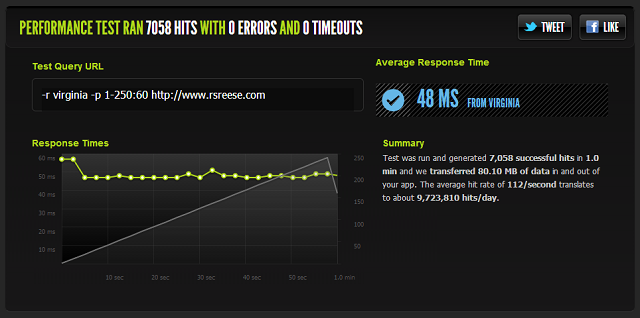 PERFORMANCE TEST RAN 7058 HITS WITH 0 ERRORS AND 0 TIMEOUTS
TWEET
LIKE
Test Query URL
-r virginia -p 1-250:60 http://www.rsreese.com
Average Response Time
48 MS FROM VIRGINIA
Response Times
60 ms
50 ms
40 ms
30 ms
20 ms
10 ms
250
200
150
100
50
10 sec
20 sec
30 sec
40 sec
50 sec
1.0 min
Summary
Test was run and generated 7,058 successful hits in 1.0
min and we transferred 80.10 MB of data in and out of
your app. The average hit rate of 112/second translates
to about 9,723,810 hits/day.